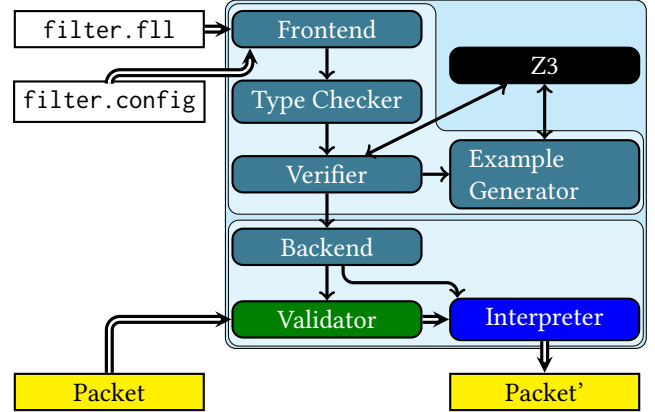 filter.fll
Frontend
filter.config
Z3
Type Checker
Verifier
Example
Generator
Backend
Validator
Interpreter
Packet
Packet’